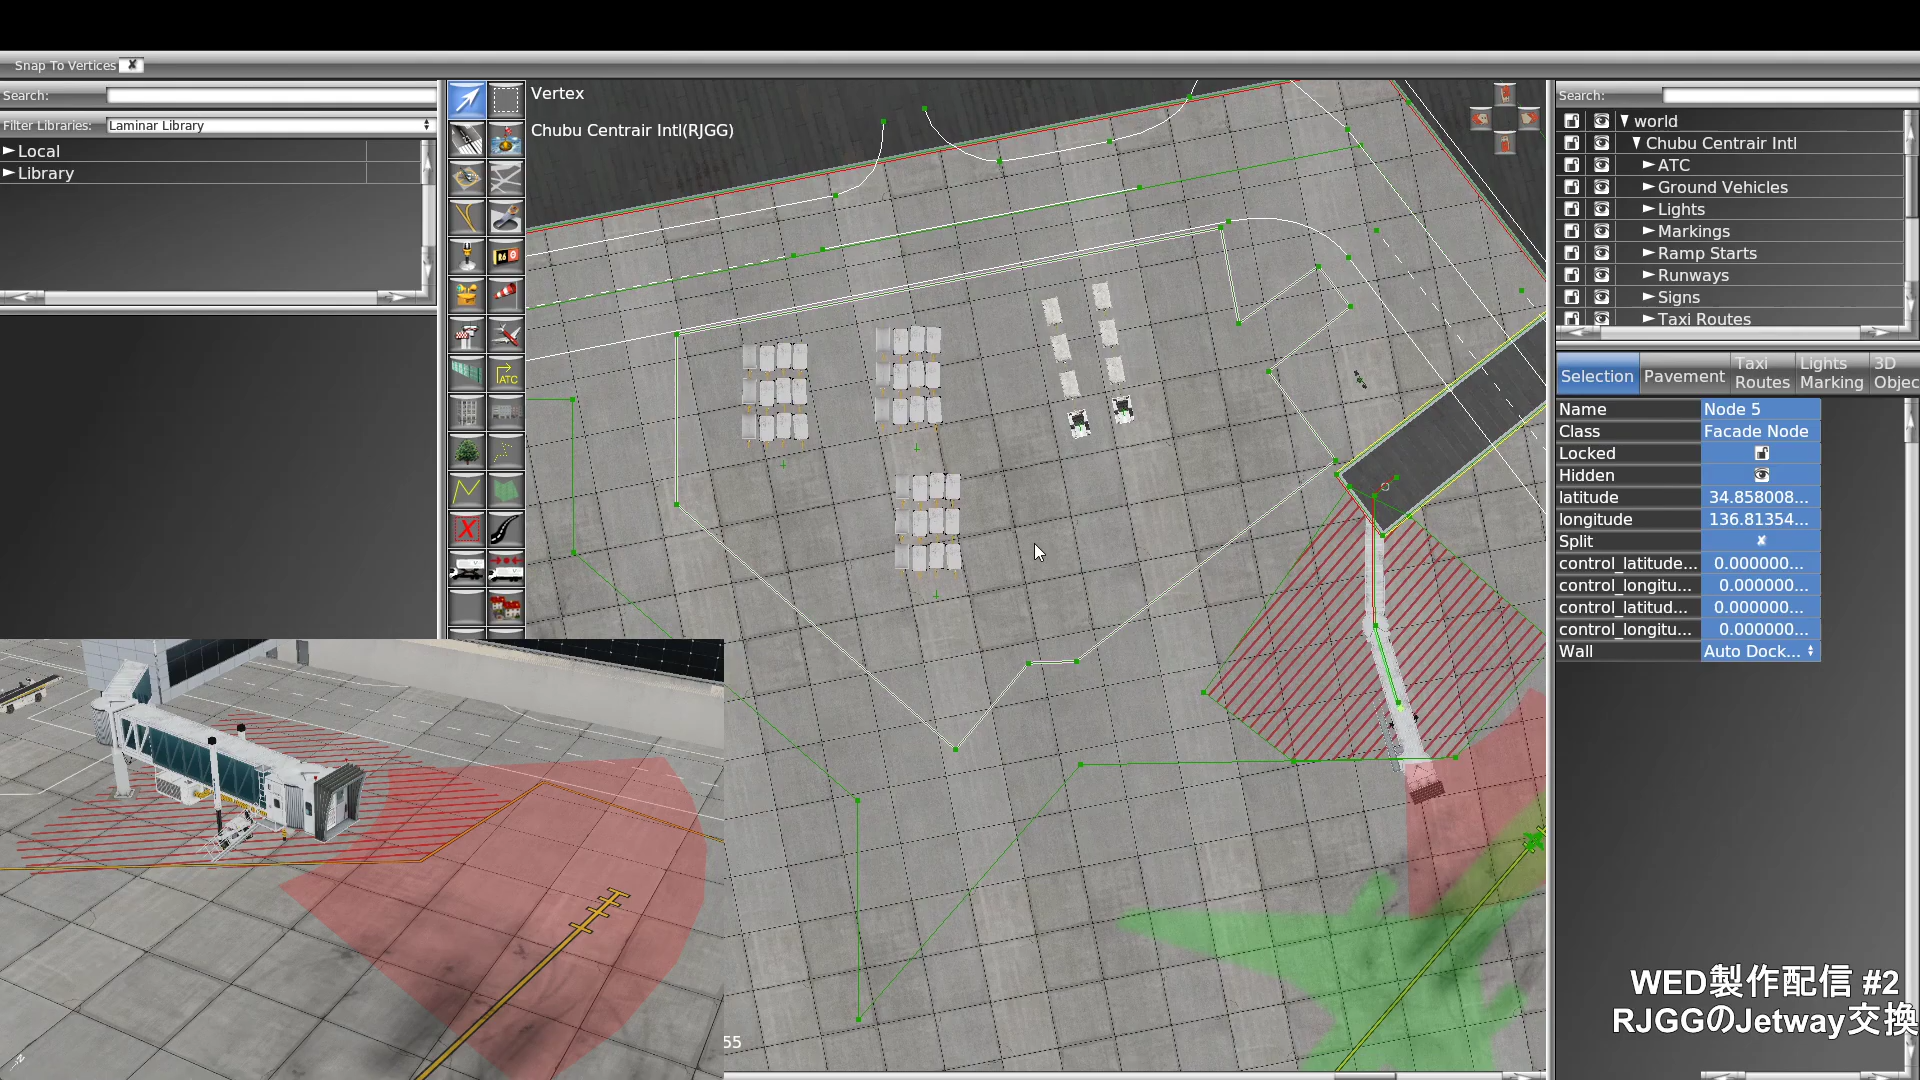 Snap To Vertices
Search:
Filter Libraries: Laminar Library
Local
Library
Vertex
Chubu Centrair Intl(RJGG)
ATC
55
Search:
world
Chubu Centrair Intl
ATC
Ground Vehicles
Lights
Markings
Ramp Starts
Runways
Signs
Taxi Routes
Selection
Pavement
Taxi Routes
Lights Marking
3D Objec
Name Node 5
Class Facade Node
Locked
Hidden
latitude 34.858008...
longitude 136.81354...
Split
control_latitude... 0.000000...
control_longitu... 0.000000...
control_latitud... 0.000000...
control_longitu... 0.000000...
Wall Auto Dock...
WED製作配信 #2
RJGGのJetway交換